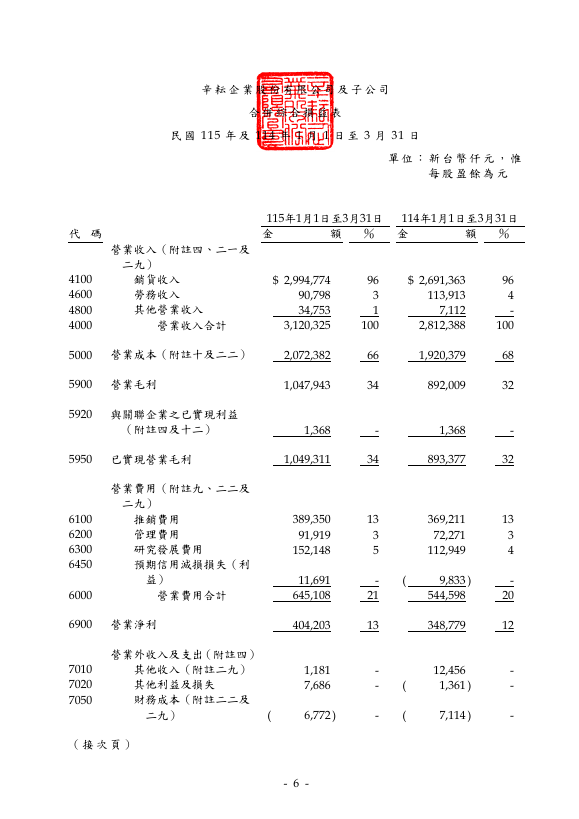 辛耘企業股份有限公司及子公司
合併綜合損益表
民國 115 年及 114 年 1 月 1 日至 3 月 31 日
單位：新台幣仟元，惟
每股盈餘為元
115年1月1日至3月31日 114年1月1日至3月31日
代 碼 金 額 % 金 額 %
營業收入（附註四、二一及
二九）
4100 銷貨收入 $ 2,994,774 96 $ 2,691,363 96
4600 勞務收入 90,798 3 113,913 4
4800 其他營業收入 34,753 1 7,112 -
4000 營業收入合計 3,120,325 100 2,812,388 100
5000 營業成本（附註十及二二） 2,072,382 66 1,920,379 68
5900 營業毛利 1,047,943 34 892,009 32
5920 與關聯企業之已實現利益
（附註四及十二） 1,368 - 1,368 -
5950 已實現營業毛利 1,049,311 34 893,377 32
營業費用（附註九、二二及
二九）
6100 推銷費用 389,350 13 369,211 13
6200 管理費用 91,919 3 72,271 3
6300 研究發展費用 152,148 5 112,949 4
6450 預期信用減損損失（利
益） 11,691 - ( 9,833 ) -
6000 營業費用合計 645,108 21 544,598 20
6900 營業淨利 404,203 13 348,779 12
營業外收入及支出（附註四）
7010 其他收入（附註二九） 1,181 - 12,456 -
7020 其他利益及損失 7,686 - ( 1,361 ) -
7050 財務成本（附註二二及
二九） ( 6,772 ) - ( 7,114 ) -
（接次頁）
- 6 -